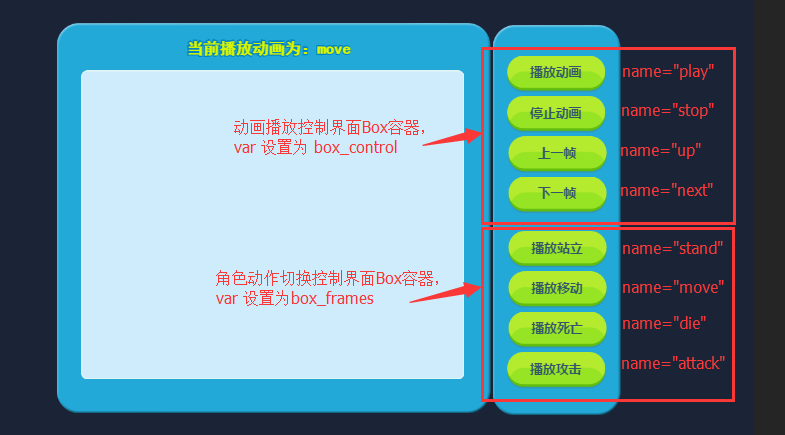 当前播放动画为：move
动画播放控制界面Box容器，
var 设置为 box_control
角色动作切换控制界面Box容器，
var 设置为box_frames
播放动画 name="play"
停止动画 name="stop"
上一帧 name="up"
下一帧 name="next"
播放站立 name="stand"
播放移动 name="move"
播放死亡 name="die"
播放攻击 name="attack"